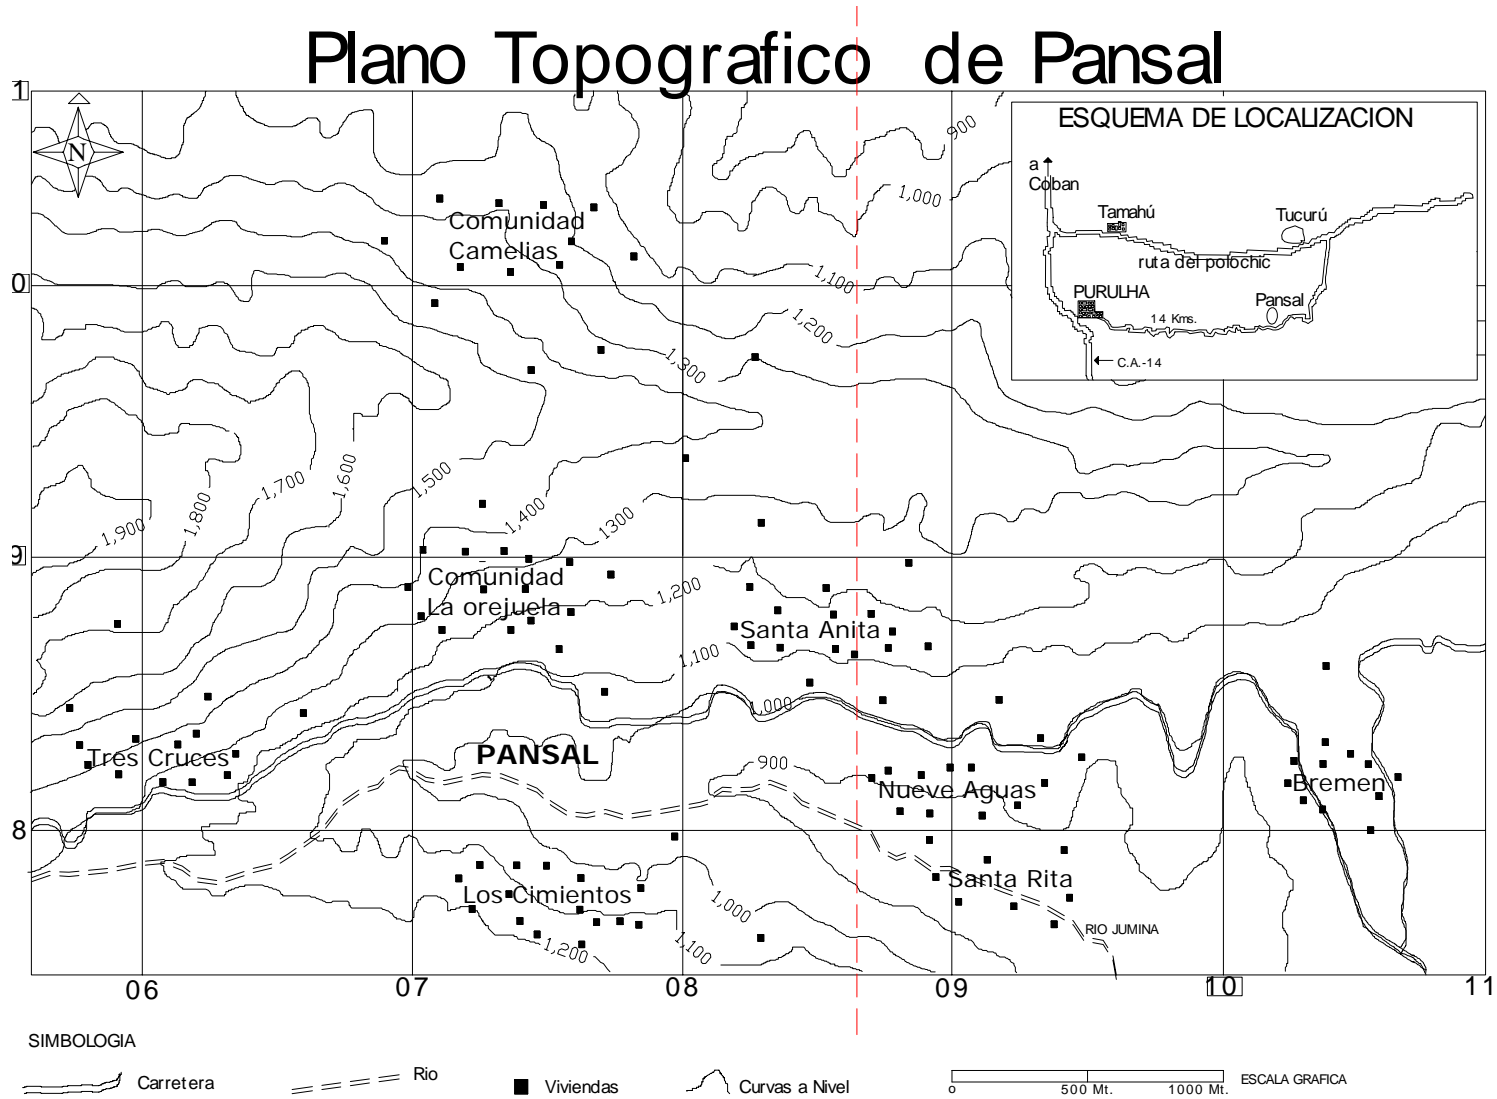 Plano Topografico de Pansal
1
N
900
ESQUEMA DE LOCALIZACION
a
Coban
Tamahú
Tucurú
ruta del polochic
PURULHA
Pansal
14 Kms.
C.A.-14
1,000
Comunidad
Camelias
1,100
0
1,200
1,300
1,500
1,600
1,700
1,800
1,900
1,400
1300
9
Comunidad
La orejuela
1,200
Santa Anita
1,100
1,000
Tres Cruces
PANSAL
900
Nueve Aguas
Bremen
8
Los Cimientos
Santa Rita
1,000
1,100
1,200
RIO JUMINA
06
07
08
09
10
11
SIMBOLOGIA
Carretera
Rio
Viviendas
Curvas a Nivel
o
500 Mt.
1000 Mt.
ESCALA GRAFICA